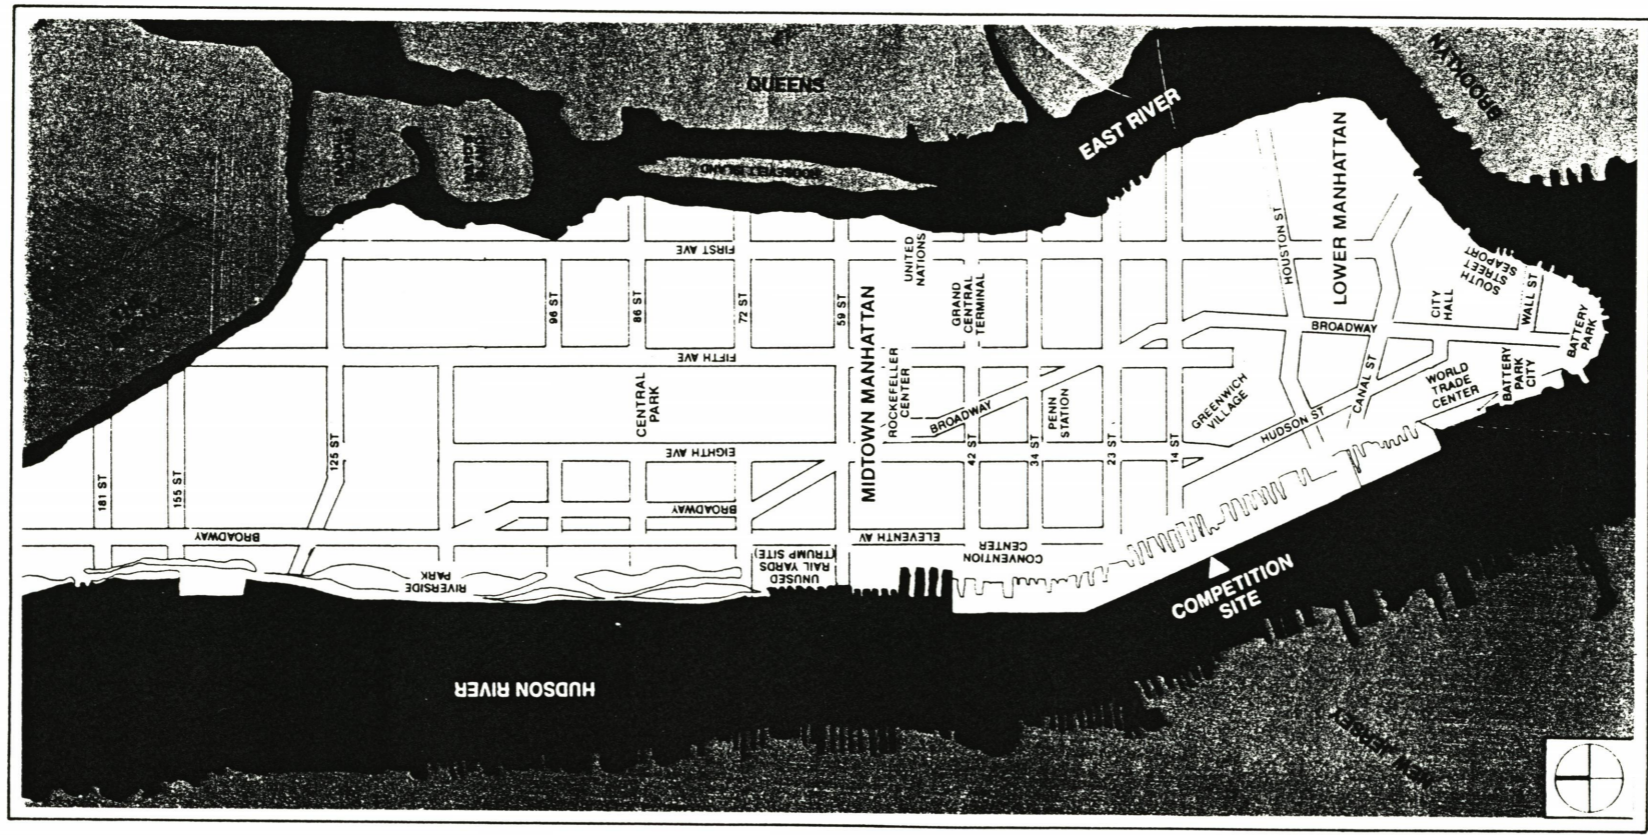 QUEENS
BROOKLYN
EAST RIVER
ROOSEVELT ISLAND
FIRST AVE
UNITED
NATIONS
HOUSTON ST
LOWER MANHATTAN
SOUTH
STREET
SEAPORT
96 ST
86 ST
72 ST
59 ST
MIDTOWN MANHATTAN
GRAND
CENTRAL
TERMINAL
CITY
HALL
WALL ST
BATTERY
PARK
BROADWAY
FIFTH AVE
CENTRAL
PARK
ROCKEFELLER
CENTER
BROADWAY
PENN
STATION
GREENWICH
VILLAGE
HUDSON ST
CANAL ST
WORLD
TRADE
CENTER
BATTERY
PARK
CITY
EIGHTH AVE
42 ST
34 ST
23 ST
14 ST
181 ST
155 ST
125 ST
BROADWAY
BROADWAY
ELEVENTH AV
CONVENTION
CENTER
UNUSED
RAIL YARDS
(TRUMP SITE)
RIVERSIDE
PARK
COMPETITION
SITE
HUDSON RIVER
NEW JERSEY